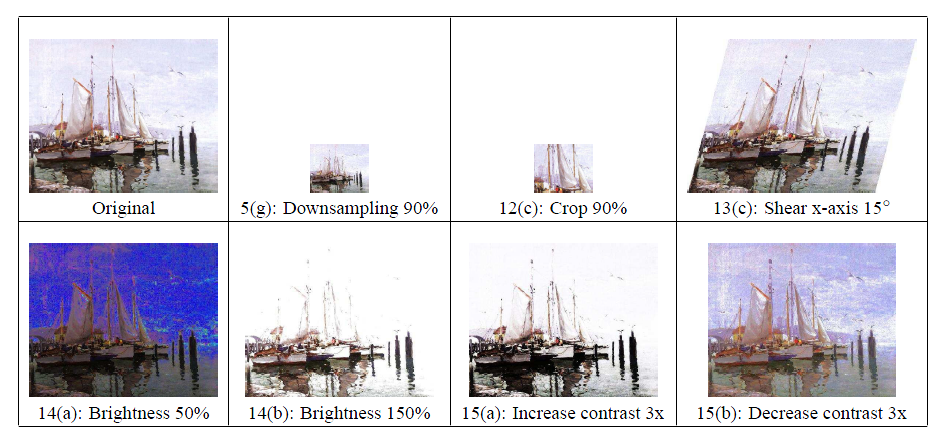 Original
5(g): Downsampling 90%
12(c): Crop 90%
13(c): Shear x-axis 15°
14(a): Brightness 50%
14(b): Brightness 150%
15(a): Increase contrast 3x
15(b): Decrease contrast 3x